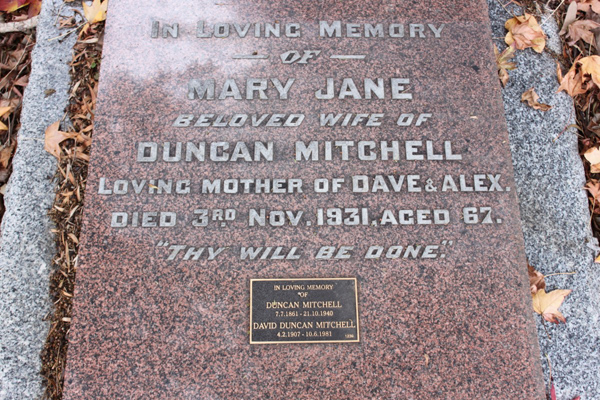 In Loving Memory
— OF —
MARY JANE
BELOVED WIFE OF
DUNCAN MITCHELL
LOVING MOTHER OF DAVE & ALEX.
DIED 3RD NOV. 1931, AGED 67.
"THY WILL BE DONE."
IN LOVING MEMORY
OF
DUNCAN MITCHELL
7.7.1861 - 21.10.1940
DAVID DUNCAN MITCHELL
4.2.1907 - 10.6.1981